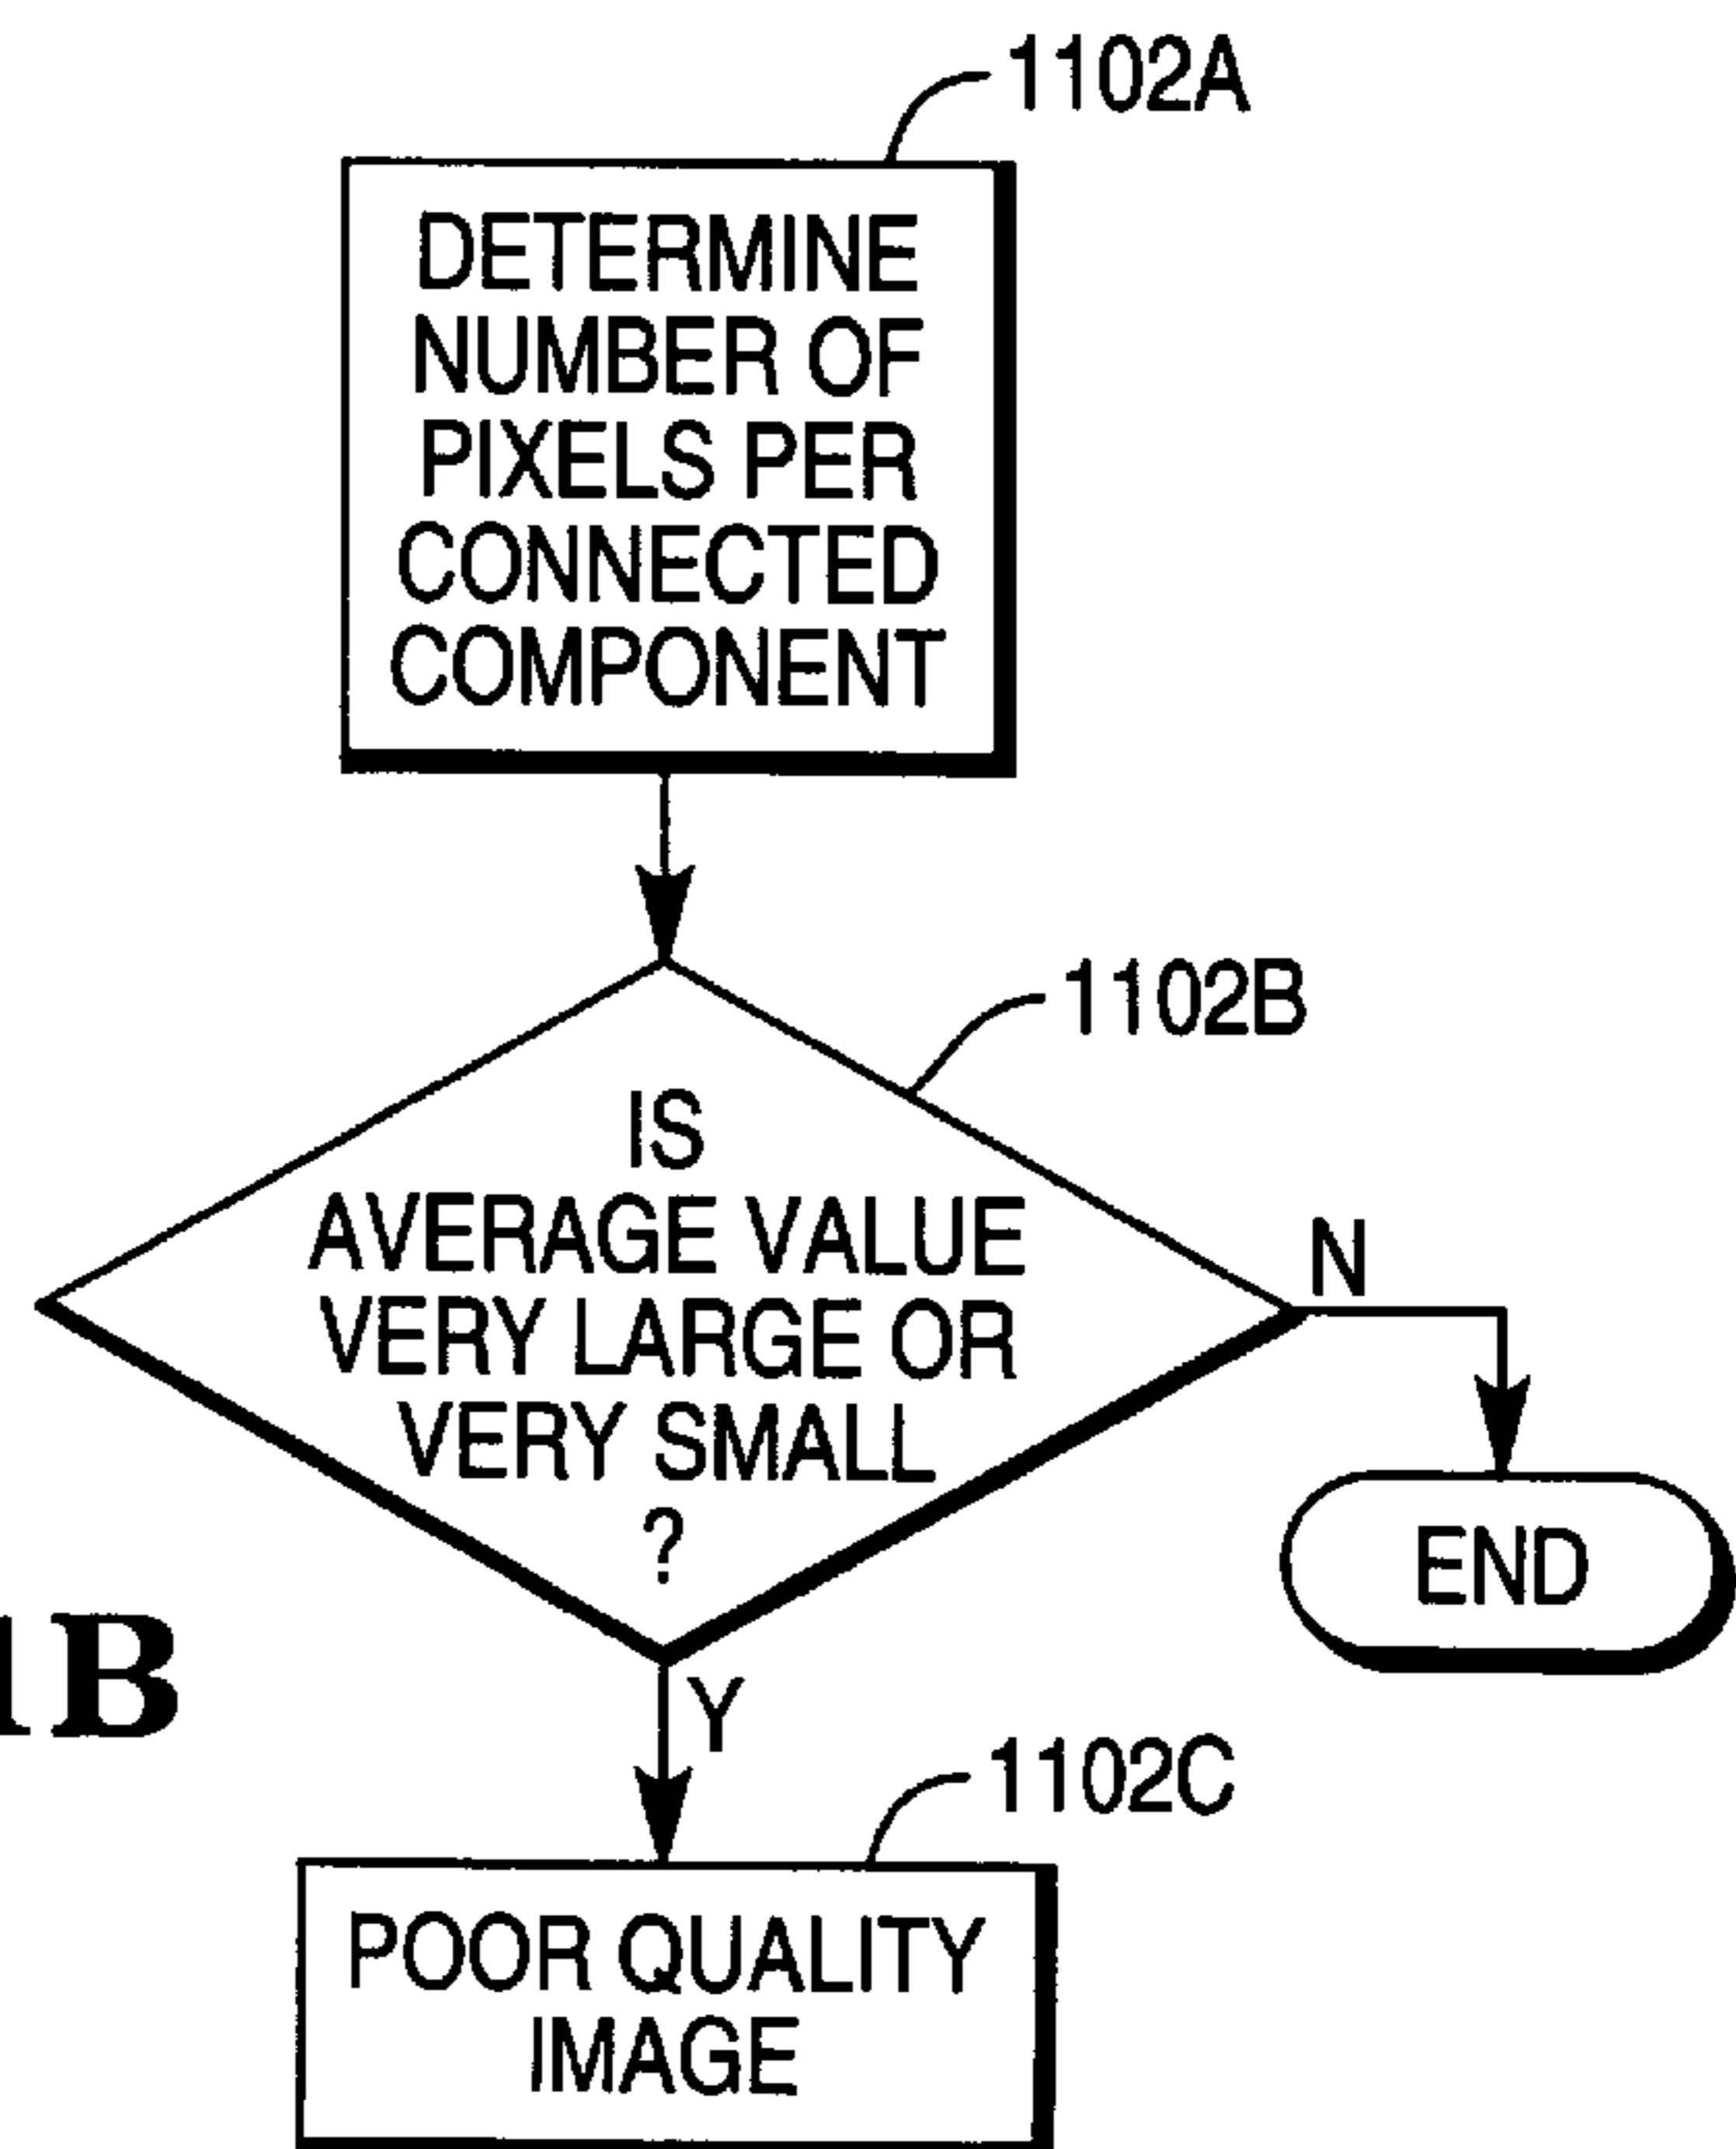 1102A
DETERMINE
NUMBER OF
PIXELS PER
CONNECTED
COMPONENT
1102B
IS
AVERAGE VALUE
VERY LARGE OR
VERY SMALL
?
N
END
1B
Y
1102C
POOR QUALITY
IMAGE